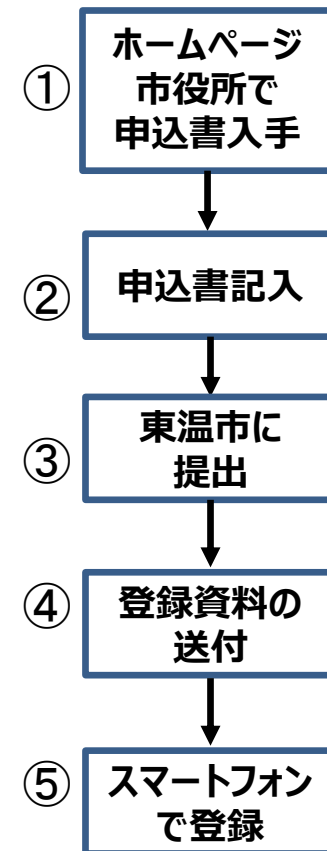 ①
ホームページ
市役所で
申込書入手
②
申込書記入
③
東温市に
提出
④
登録資料の
送付
⑤
スマートフォン
で登録